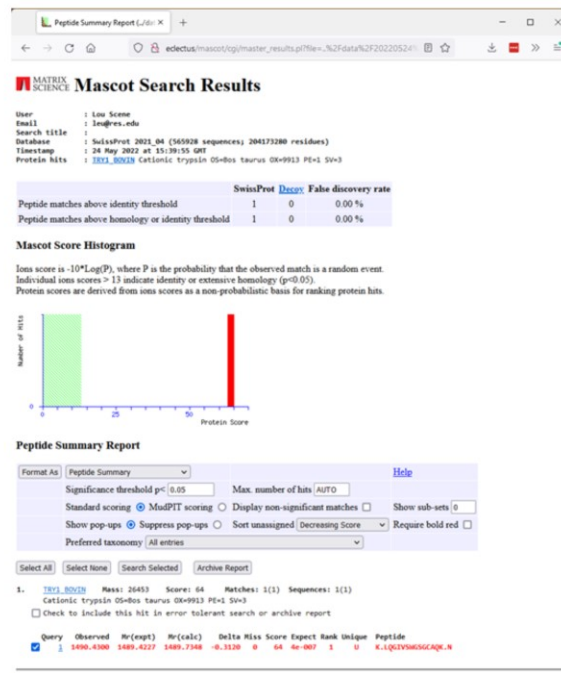 Peptide Summary Report (../dat
eclectus/mascot/cgi/master_results.pl?file=..%2Fdata%2F20220524
MATRIX SCIENCE Mascot Search Results
User : Lou Scene
Email : leu@res.edu
Search title :
Database : SwissProt 2021_04 (565928 sequences; 204173280 residues)
Timestamp : 24 May 2022 at 15:39:55 GMT
Protein hits : TRY1_BOVIN Cationic trypsin OS=Bos taurus OX=9913 PE=1 SV=3
SwissProt Decoy False discovery rate
Peptide matches above identity threshold 1 0 0.00 %
Peptide matches above homology or identity threshold 1 0 0.00 %
Mascot Score Histogram
Ions score is -10*Log(P), where P is the probability that the observed match is a random event.
Individual ions scores > 13 indicate identity or extensive homology (p<0.05).
Protein scores are derived from ions scores as a non-probabilistic basis for ranking protein hits.
Number of Hits
0
0 25 50
Protein Score
Peptide Summary Report
Format As Peptide Summary Help
Significance threshold p< 0.05 Max. number of hits AUTO
Standard scoring MudPIT scoring Display non-significant matches Show sub-sets 0
Show pop-ups Suppress pop-ups Sort unassigned Decreasing Score Require bold red
Preferred taxonomy All entries
Select All Select None Search Selected Archive Report
1. TRY1_BOVIN Mass: 26453 Score: 64 Matches: 1(1) Sequences: 1(1)
Cationic trypsin OS=Bos taurus OX=9913 PE=1 SV=3
Check to include this hit in error tolerant search or archive report
Query Observed Mr(expt) Mr(calc) Delta Miss Score Expect Rank Unique Peptide
1 1490.4300 1489.4227 1489.7348 -0.3120 0 64 4e-007 1 U K.LQGIVSWGSGCAQK.N